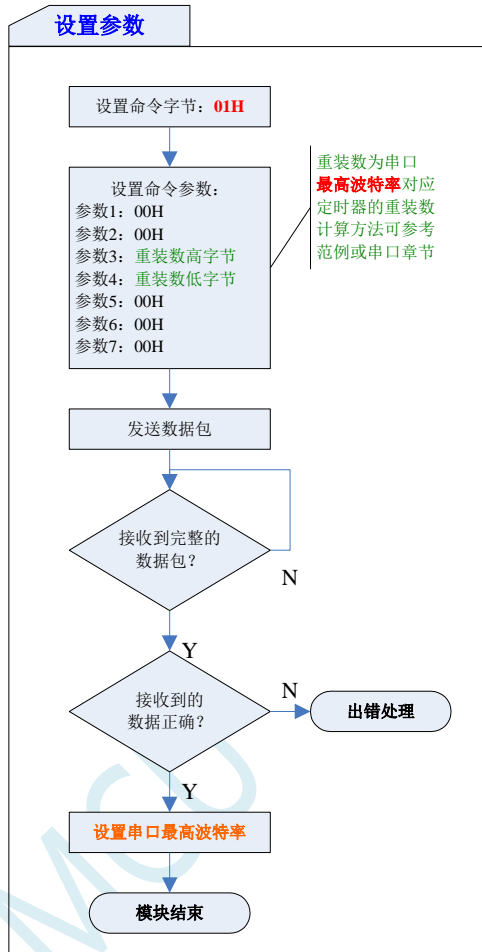 设置参数
设置命令字节：01H
设置命令参数：
参数1：00H
参数2：00H
参数3：重装数高字节
参数4：重装数低字节
参数5：00H
参数6：00H
参数7：00H
重装数为串口
最高波特率对应
定时器的重装数
计算方法可参考
范例或串口章节
发送数据包
接收到完整的
数据包？
N
Y
接收到的
数据正确？
N
出错处理
Y
设置串口最高波特率
模块结束
MCU